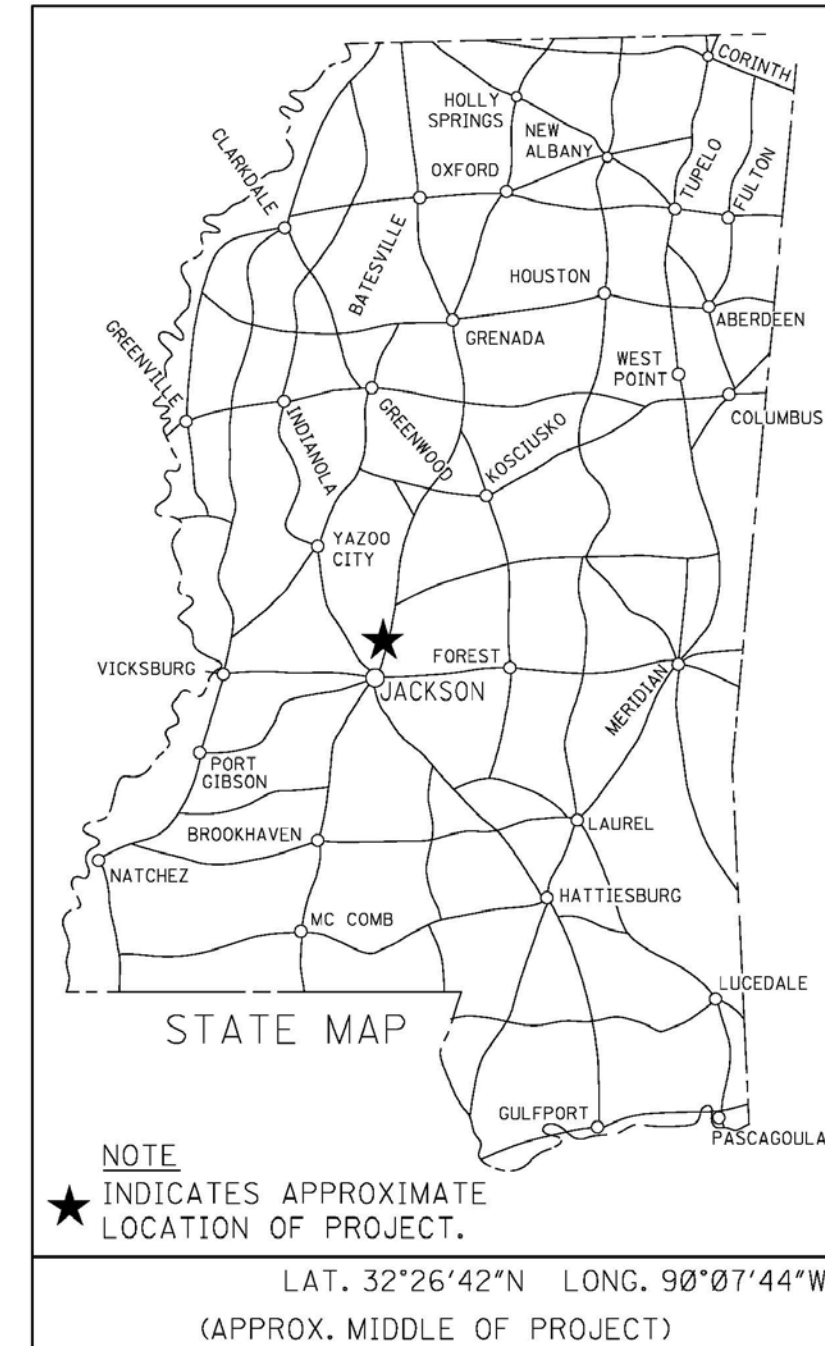 CORINTH
HOLLY
SPRINGS
NEW
ALBANY
CLARKDALE
OXFORD
TUPELO
FULTON
BATESVILLE
HOUSTON
ABERDEEN
GRENADA
GREENVILLE
WEST
POINT
COLUMBUS
INDIANOLA
GREENWOOD
KOSCIUSKO
YAZOO
CITY
VICKSBURG
FOREST
JACKSON
MERIDIAN
PORT
GIBSON
BROOKHAVEN
LAUREL
NATCHEZ
HATTIESBURG
MC COMB
LUCEDALE
STATE MAP
GULFPORT
PASCAGOULA
NOTE
INDICATES APPROXIMATE
LOCATION OF PROJECT.
LAT. 32°26'42"N LONG. 90°07'44"W
(APPROX. MIDDLE OF PROJECT)